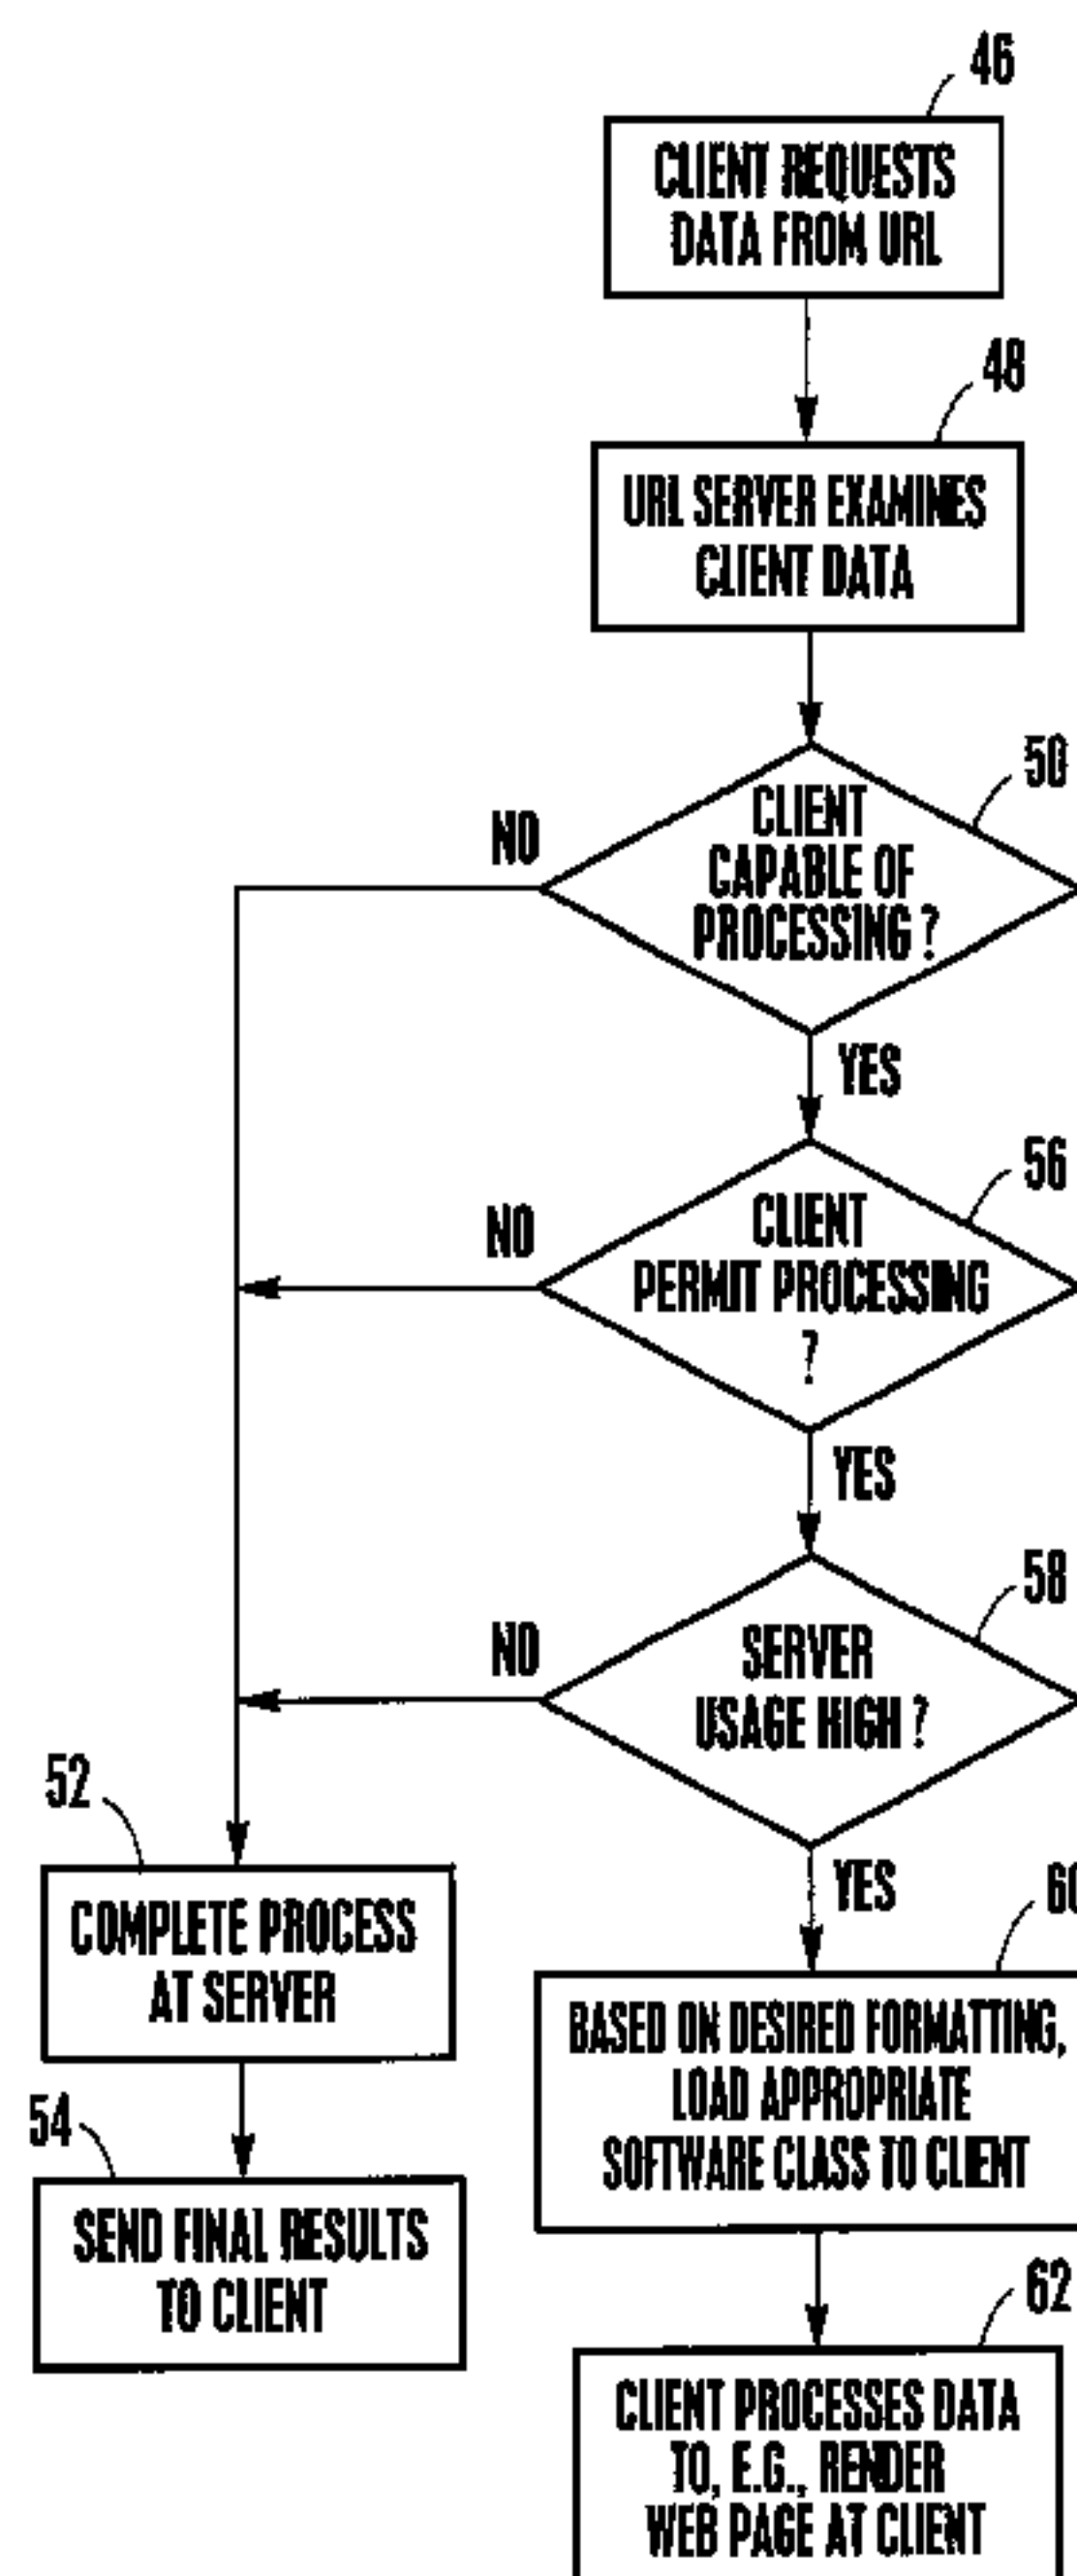 46
CLIENT REQUESTS
DATA FROM URL
48
URL SERVER EXAMINES
CLIENT DATA
50
CLIENT
CAPABLE OF
PROCESSING ?
NO
YES
56
CLIENT
PERMIT PROCESSING
?
NO
YES
58
SERVER
USAGE HIGH ?
NO
YES
52
COMPLETE PROCESS
AT SERVER
54
SEND FINAL RESULTS
TO CLIENT
60
BASED ON DESIRED FORMATTING,
LOAD APPROPRIATE
SOFTWARE CLASS TO CLIENT
62
CLIENT PROCESSES DATA
TO, E.G., RENDER
WEB PAGE AT CLIENT